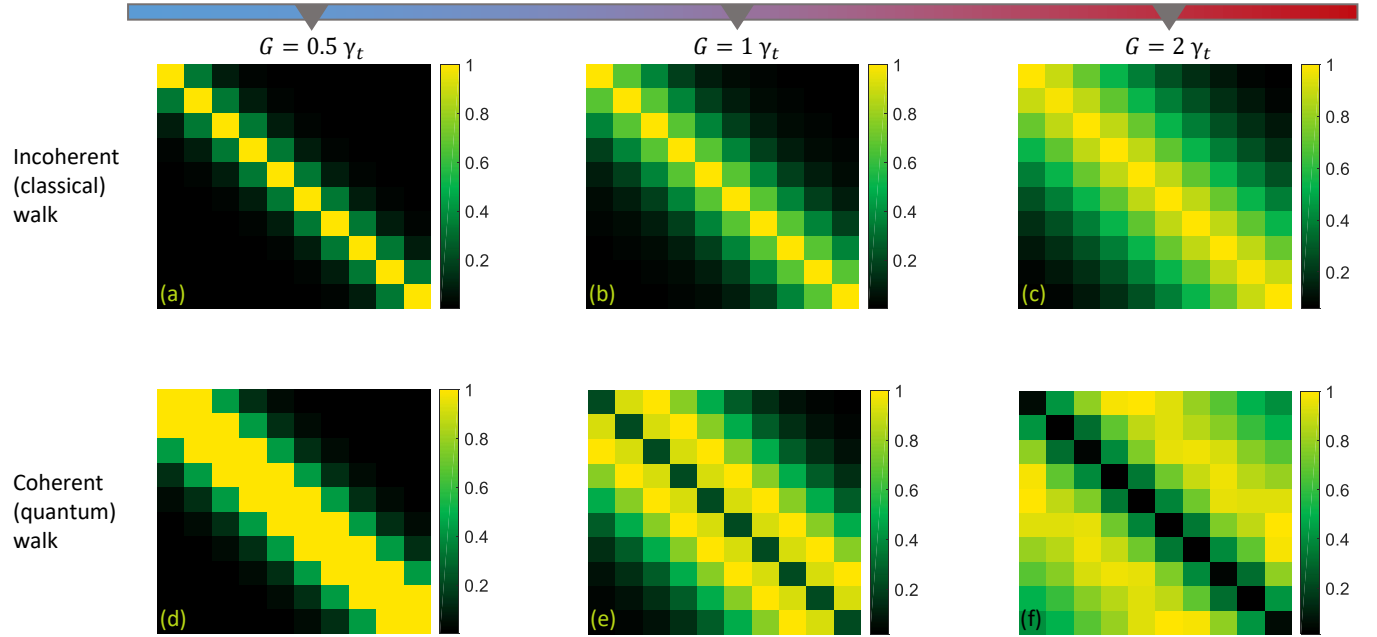 G = 0.5 γt
G = 1 γt
G = 2 γt
Incoherent
(classical)
walk
(a)
1
0.8
0.6
0.4
0.2
(b)
1
0.8
0.6
0.4
0.2
(c)
1
0.8
0.6
0.4
0.2
Coherent
(quantum)
walk
(d)
1
0.8
0.6
0.4
0.2
(e)
1
0.8
0.6
0.4
0.2
(f)
1
0.8
0.6
0.4
0.2